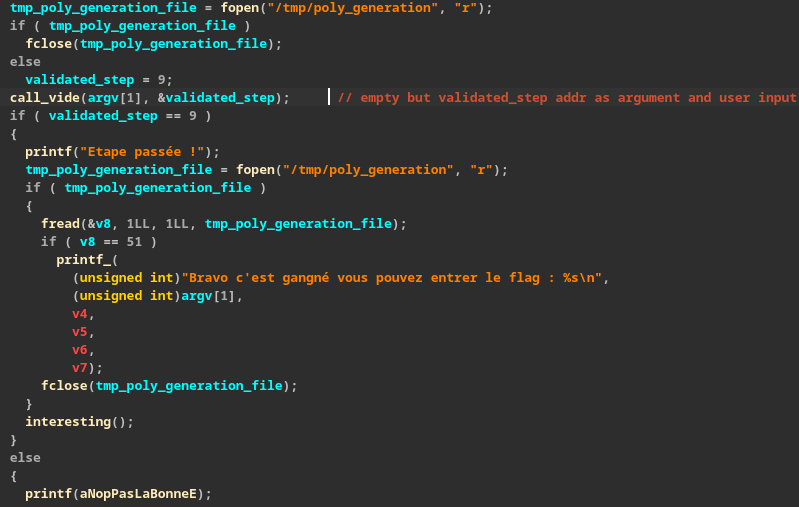 tmp_poly_generation_file = fopen("/tmp/poly_generation", "r");
if ( tmp_poly_generation_file )
fclose(tmp_poly_generation_file);
else
validated_step = 9;
call_vide(argv[1], &validated_step); // empty but validated_step addr as argument and user input
if ( validated_step == 9 )
{
printf("Etape passée !");
tmp_poly_generation_file = fopen("/tmp/poly_generation", "r");
if ( tmp_poly_generation_file )
{
fread(&v8, 1LL, 1LL, tmp_poly_generation_file);
if ( v8 == 51 )
printf_(
(unsigned int)"Bravo c'est gangné vous pouvez entrer le flag : %s\n",
(unsigned int)argv[1],
v4,
v5,
v6,
v7);
fclose(tmp_poly_generation_file);
}
interesting();
}
else
{
printf(aNopPasLaBonneE);